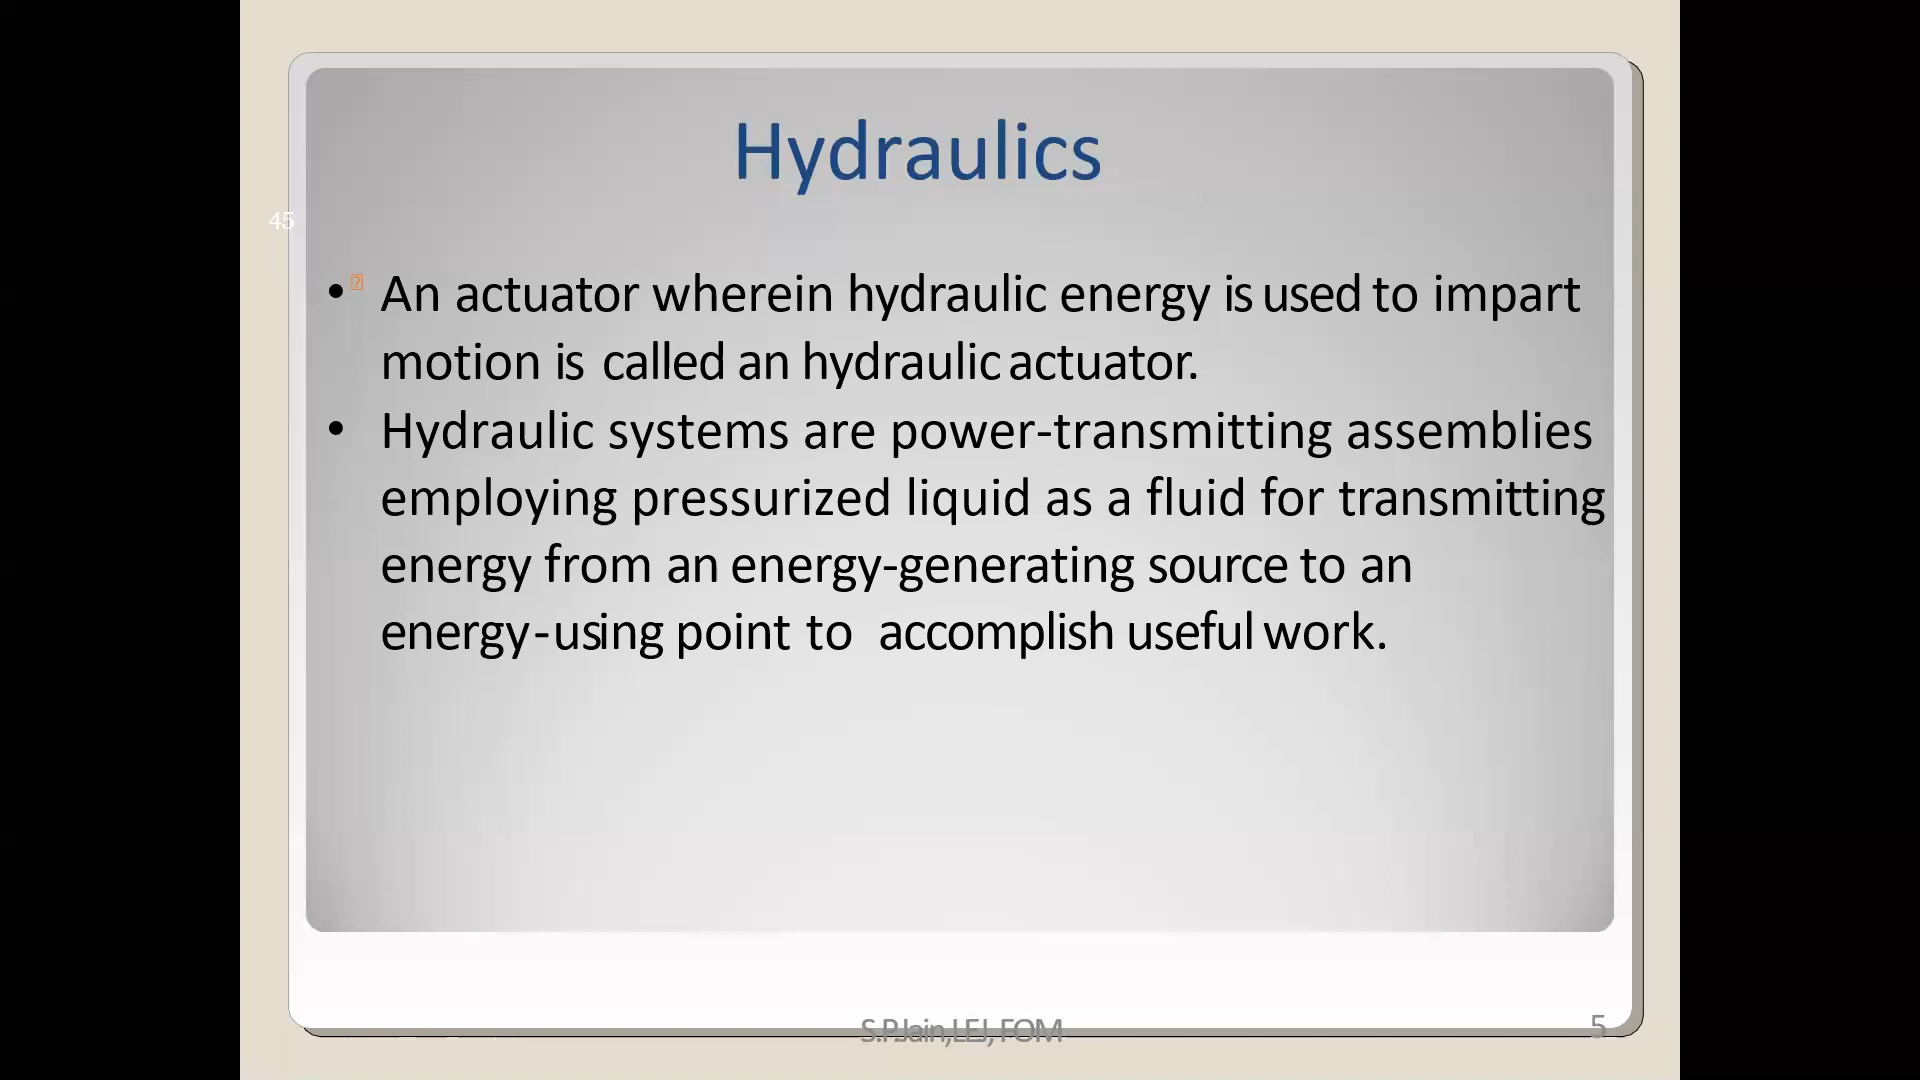 Hydraulics
45
• An actuator wherein hydraulic energy is used to impart
motion is called an hydraulic actuator.
• Hydraulic systems are power-transmitting assemblies
employing pressurized liquid as a fluid for transmitting
energy from an energy-generating source to an
energy-using point to accomplish useful work.
S.P.Jain,LEJ, FOM
5